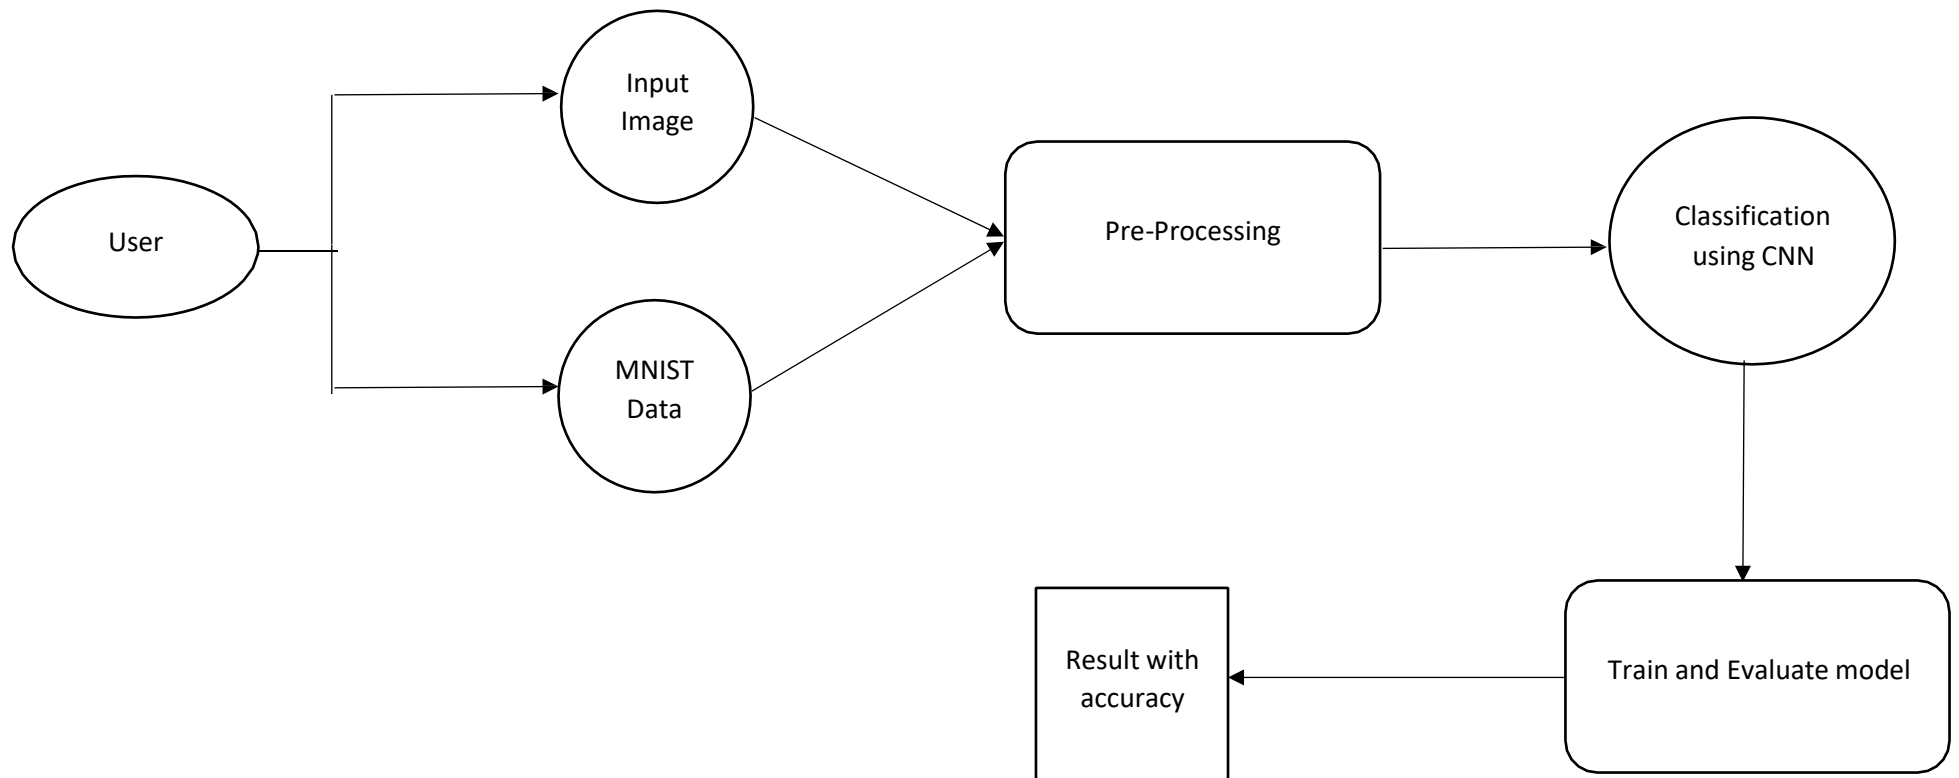 User
Input
Image
MNIST
Data
Pre-Processing
Classification
using CNN
Train and Evaluate model
Result with
accuracy